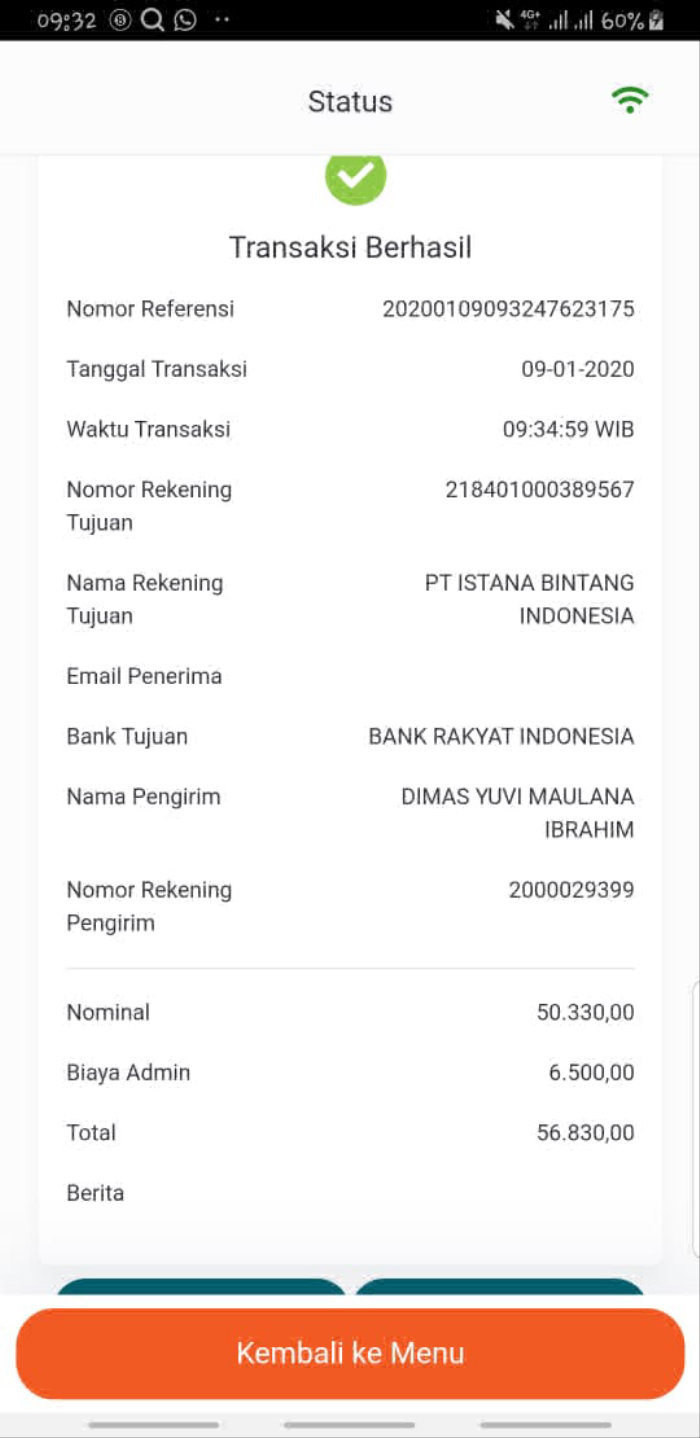 09:32
4G+ 60%
Status
Transaksi Berhasil
Nomor Referensi 20200109093247623175
Tanggal Transaksi 09-01-2020
Waktu Transaksi 09:34:59 WIB
Nomor Rekening 218401000389567
Tujuan
Nama Rekening PT ISTANA BINTANG
Tujuan INDONESIA
Email Penerima
Bank Tujuan BANK RAKYAT INDONESIA
Nama Pengirim DIMAS YUVI MAULANA
IBRAHIM
Nomor Rekening 2000029399
Pengirim
Nominal 50.330,00
Biaya Admin 6.500,00
Total 56.830,00
Berita
Kembali ke Menu